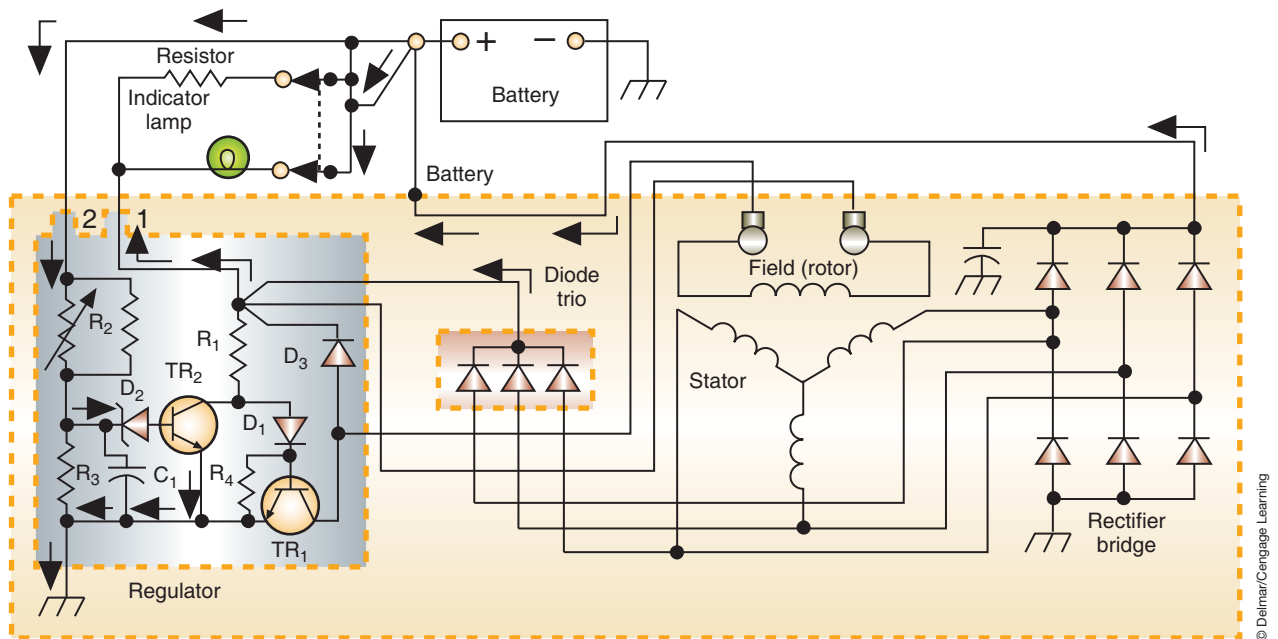 + −
Resistor
Battery
Indicator
lamp
Battery
2 1
Diode
trio
Field (rotor)
R2
R1
D3
TR2
D2
Stator
D1
R3
C1
R4
TR1
Rectifier
bridge
Regulator
© Delmar/Cengage Learning